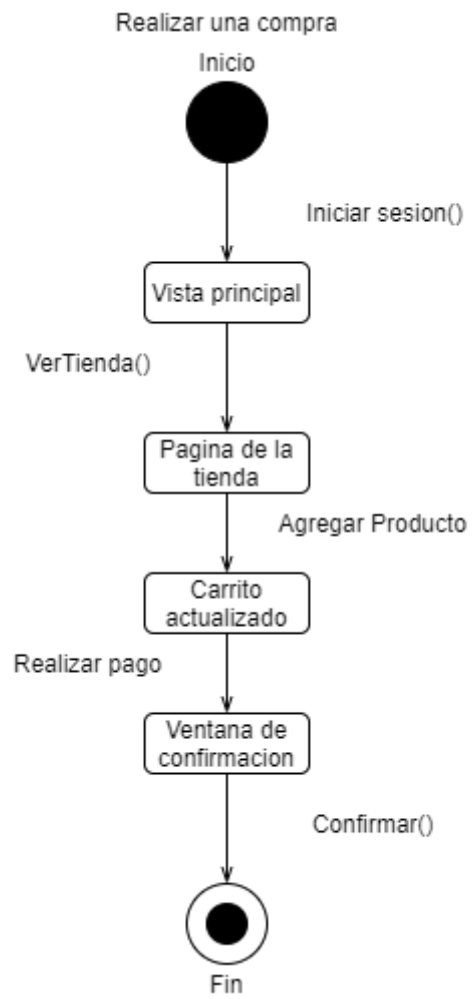 Realizar una compra
Inicio
Iniciar sesion()
Vista principal
VerTienda()
Pagina de la
tienda
Agregar Producto
Carrito
actualizado
Realizar pago
Ventana de
confirmacion
Confirmar()
Fin